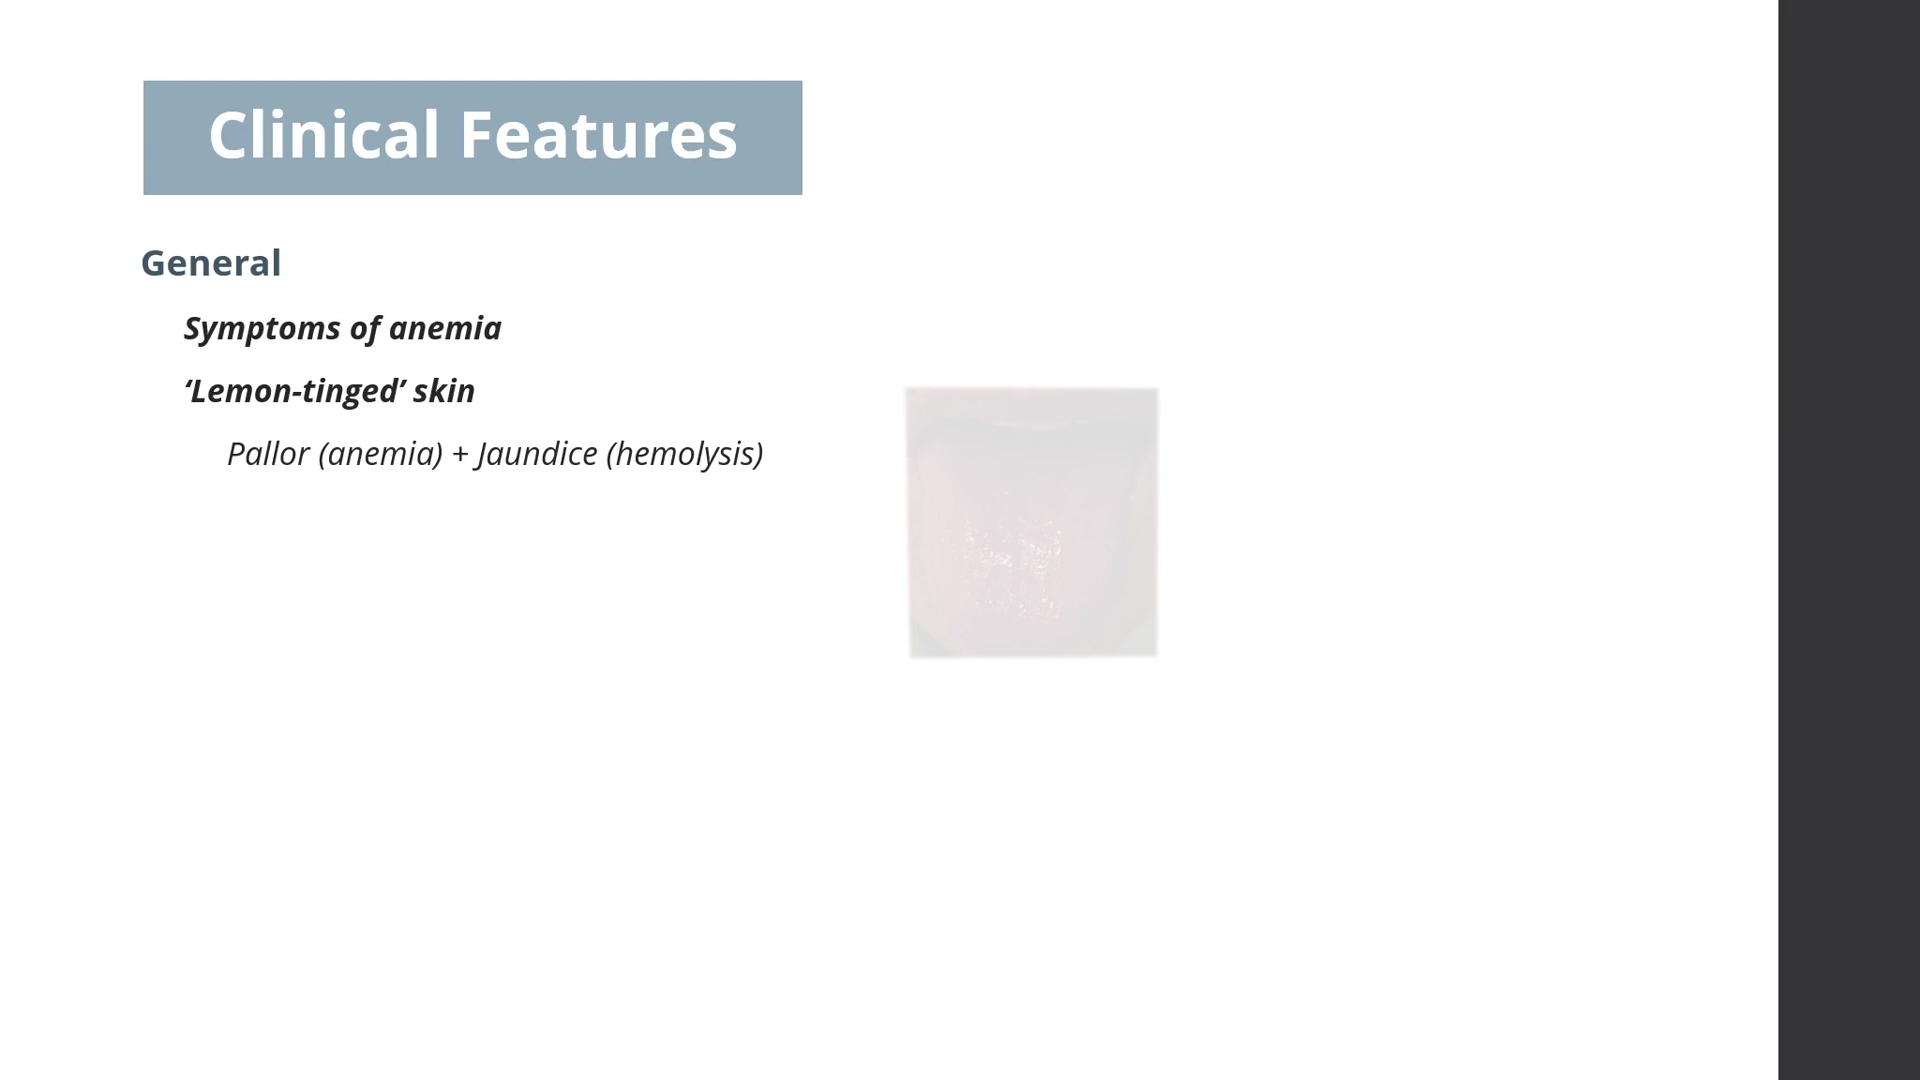 Clinical Features
General
Symptoms of anemia
‘Lemon-tinged’ skin
Pallor (anemia) + Jaundice (hemolysis)